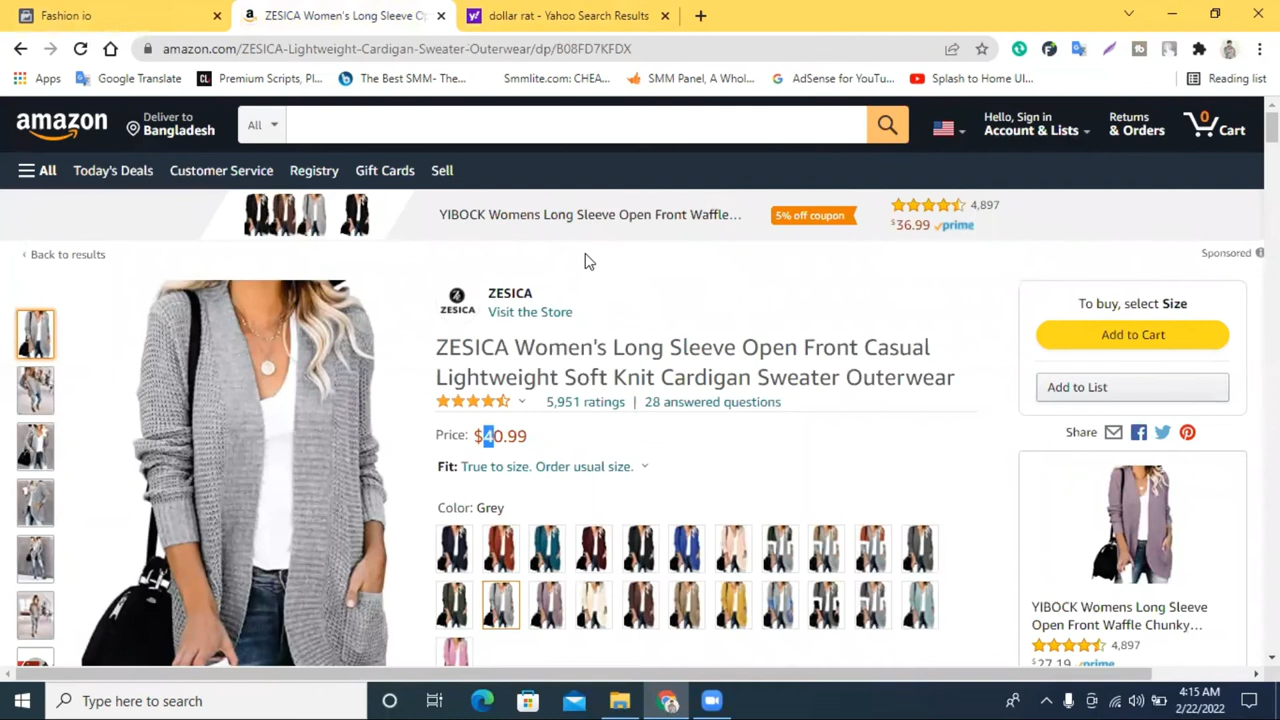 Fashion io
ZESICA Women's Long Sleeve O
dollar rat - Yahoo Search Results
amazon.com/ZESICA-Lightweight-Cardigan-Sweater-Outerwear/dp/B08FD7KFDX
Apps
Google Translate
Premium Scripts, Pl...
The Best SMM- The...
Smmlite.com: CHEA...
SMM Panel, A Whol...
AdSense for YouTu...
Splash to Home UI...
Reading list
amazon
Deliver to
Bangladesh
All
Hello, Sign in
Account & Lists
Returns
& Orders
0
Cart
All
Today's Deals
Customer Service
Registry
Gift Cards
Sell
YIBOCK Womens Long Sleeve Open Front Waffle...
5% off coupon
4,897
$36.99 prime
‹ Back to results
Sponsored
ZESICA
ZESICA
Visit the Store
ZESICA Women's Long Sleeve Open Front Casual
Lightweight Soft Knit Cardigan Sweater Outerwear
5,951 ratings | 28 answered questions
Price: $40.99
Fit: True to size. Order usual size.
Color: Grey
To buy, select Size
Add to Cart
Add to List
Share
YIBOCK Womens Long Sleeve
Open Front Waffle Chunky...
4,897
$27.19 prime
Type here to search
4:15 AM
2/22/2022